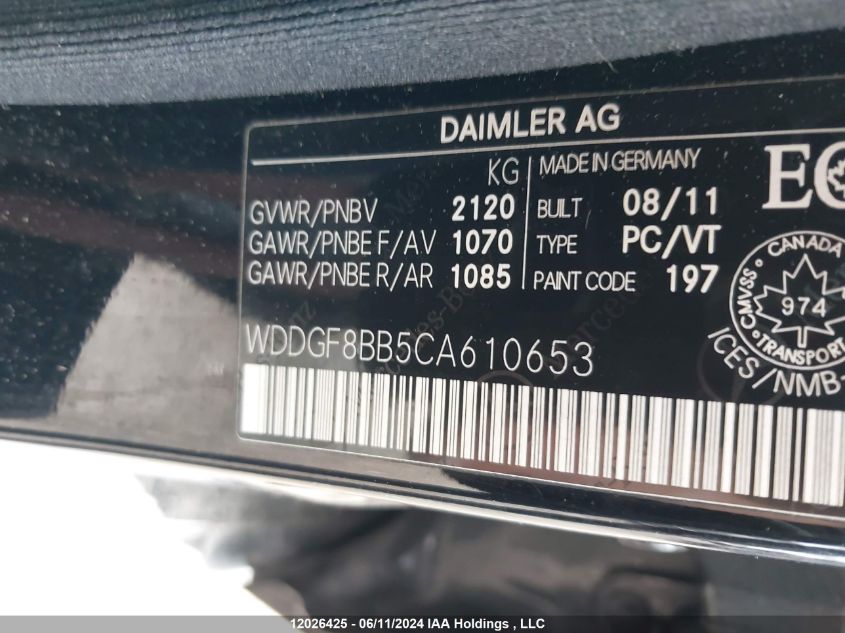 DAIMLER AG
KG
GVWR/PNBV 2120
GAWR/PNBE F/AV 1070
GAWR/PNBE R/AR 1085
MADE IN GERMANY
BUILT 08/11
TYPE PC/VT
PAINT CODE 197
CANADA
CMVSS
974
TRANSPORT
ICES/NMB-
WDDGF8BB5CA610653
12026425 - 06/11/2024 IAA Holdings , LLC